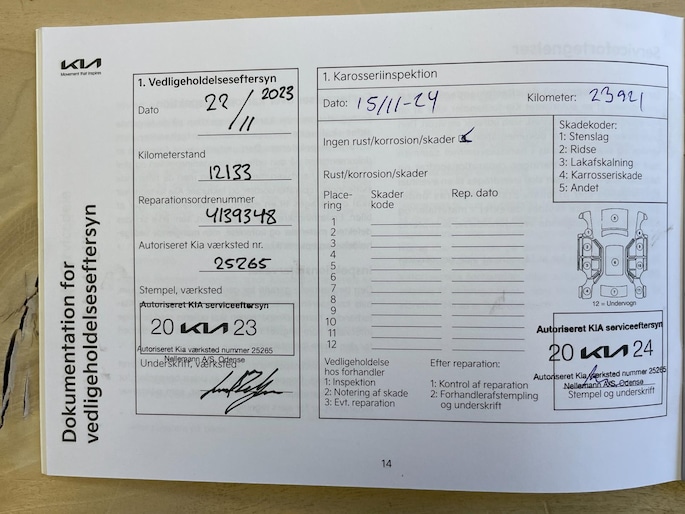 KIA
Movement that inspires
Dokumentation for
vedligeholdelseseftersyn
1. Vedligeholdelseseftersyn
Dato 22/11 2023
Kilometerstand
12133
Reparationsordrenummer
4139348
Autoriseret Kia værksted nr.
25265
Stempel, værksted
Autoriseret KIA serviceeftersyn
20 KIA 23
Autoriseret Kia værksted nummer 25265
Nellemann A/S, Odense
Underskrift, værksted
1. Karosseriinspektion
Dato: 15/11-24 Kilometer: 23921
Ingen rust/korrosion/skader
Rust/korrosion/skader
Place-
ring
Skader
kode
Rep. dato
1
2
3
4
5
6
7
8
9
10
11
12
Skadekoder:
1: Stenslag
2: Ridse
3: Lakafskalning
4: Karrosseriskade
5: Andet
12 = Undervogn
Vedligeholdelse
hos forhandler
1: Inspektion
2: Notering af skade
3: Evt. reparation
Efter reparation:
1: Kontrol af reparation
2: Forhandlerafstempling
og underskrift
Autoriseret KIA serviceeftersyn
20 KIA 24
Autoriseret Kia værksted nummer 25265
Nellemann A/S, Odense
Stempel og underskrift
14